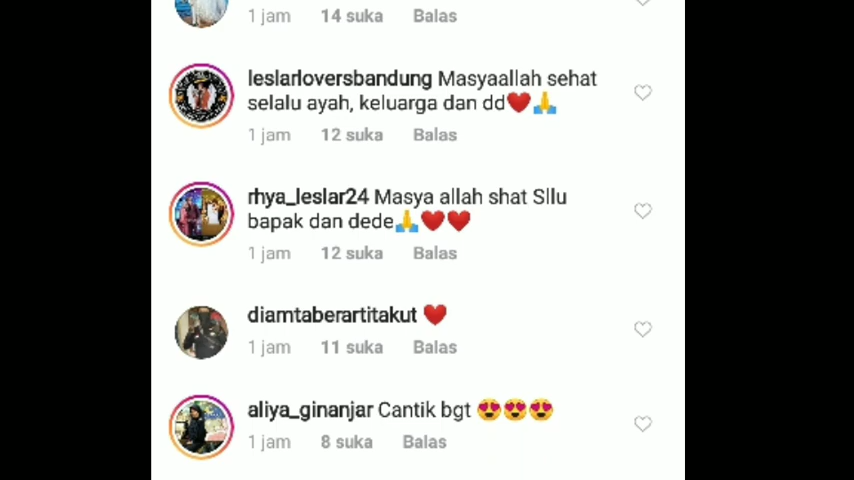 1 jam 14 suka Balas
leslarloversbandung Masyaallah sehat
selalu ayah, keluarga dan dd❤️🙏
1 jam 12 suka Balas
rhya_leslar24 Masya allah shat Sllu
bapak dan dede🙏❤️❤️
1 jam 12 suka Balas
diamtaberartitakut ❤️
1 jam 11 suka Balas
aliya_ginanjar Cantik bgt 😍😍😍
1 jam 8 suka Balas